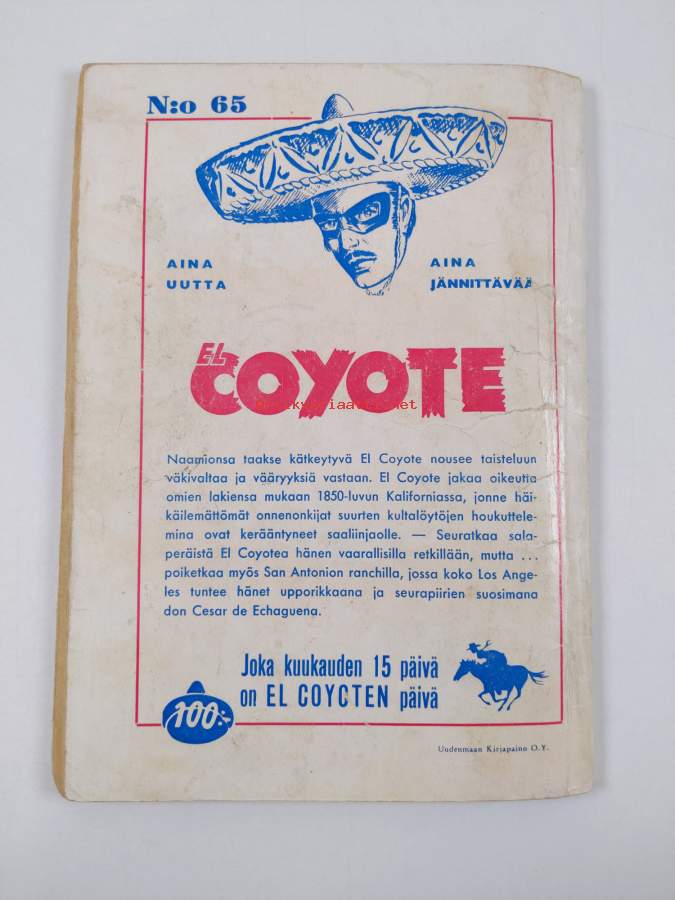 N:o 65
AINA
UUTTA
AINA
JÄNNITTÄVÄÄ
EL
COYOTE
Naamionsa taakse kätkeytyvä El Coyote nousee taisteluun
väkivaltaa ja vääryyksiä vastaan. El Coyote jakaa oikeutta
omien lakiensa mukaan 1850-luvun Kaliforniassa, jonne häi-
käilemättömät onnenonkijat suurten kultalöytöjen houkuttele-
mina ovat kerääntyneet saaliinjaolle. — Seuratkaa sala-
peräistä El Coyotea hänen vaarallisilla retkillään, mutta ...
poiketkaa myös San Antonion ranchilla, jossa koko Los Ange-
les tuntee hänet upporikkaana ja seurapiirien suosimana
don Cesar de Echaguena.
Joka kuukauden 15 päivä
on EL COYCTEN päivä
100:-
Uudenmaan Kirjapaino O.Y.